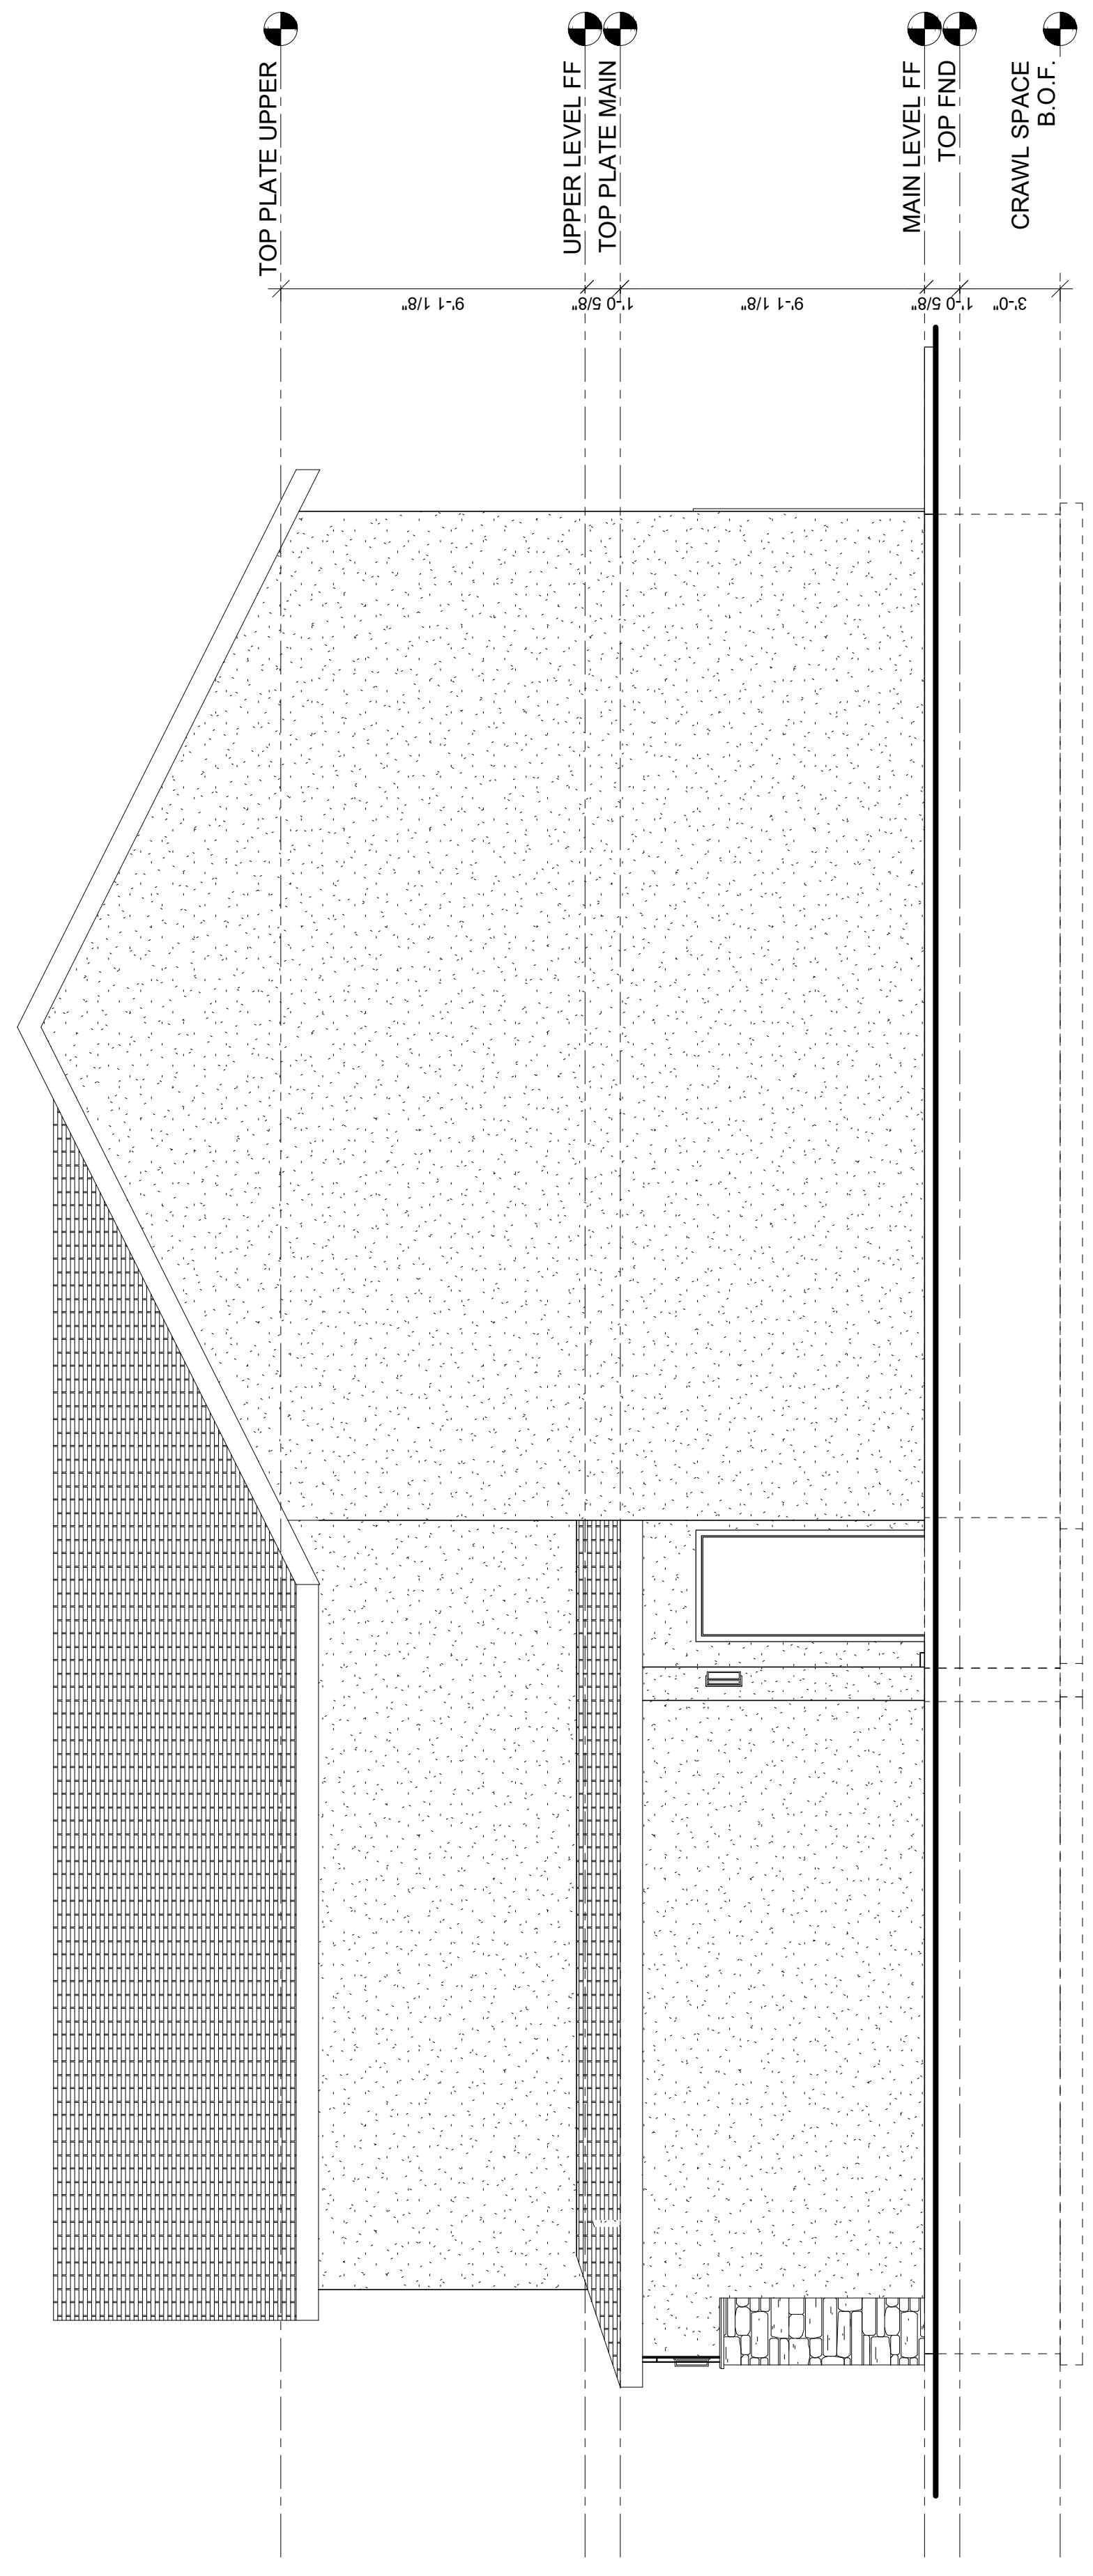 TOP PLATE UPPER
UPPER LEVEL FF
TOP PLATE MAIN
MAIN LEVEL FF
TOP FND
CRAWL SPACE
B.O.F.
9'-1 1/8"
1'-0 5/8"
9'-1 1/8"
1'-0 5/8"
3'-0"